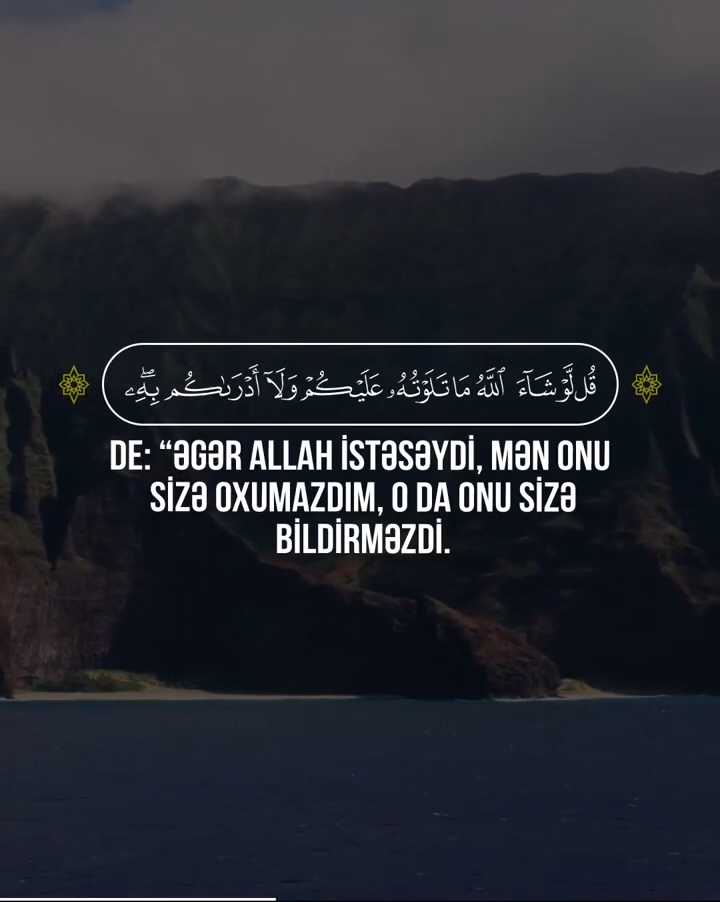 قُل لَّوْ شَآءَ ٱللَّهُ مَا تَلَوْتُهُۥ عَلَيْكُمْ وَلَآ أَدْرَىٰكُم بِهِۦۖ
DE: “ƏGƏR ALLAH İSTƏSƏYDİ, MƏN ONU
SİZƏ OXUMAZDIM, O DA ONU SİZƏ
BİLDİRMƏZDİ.